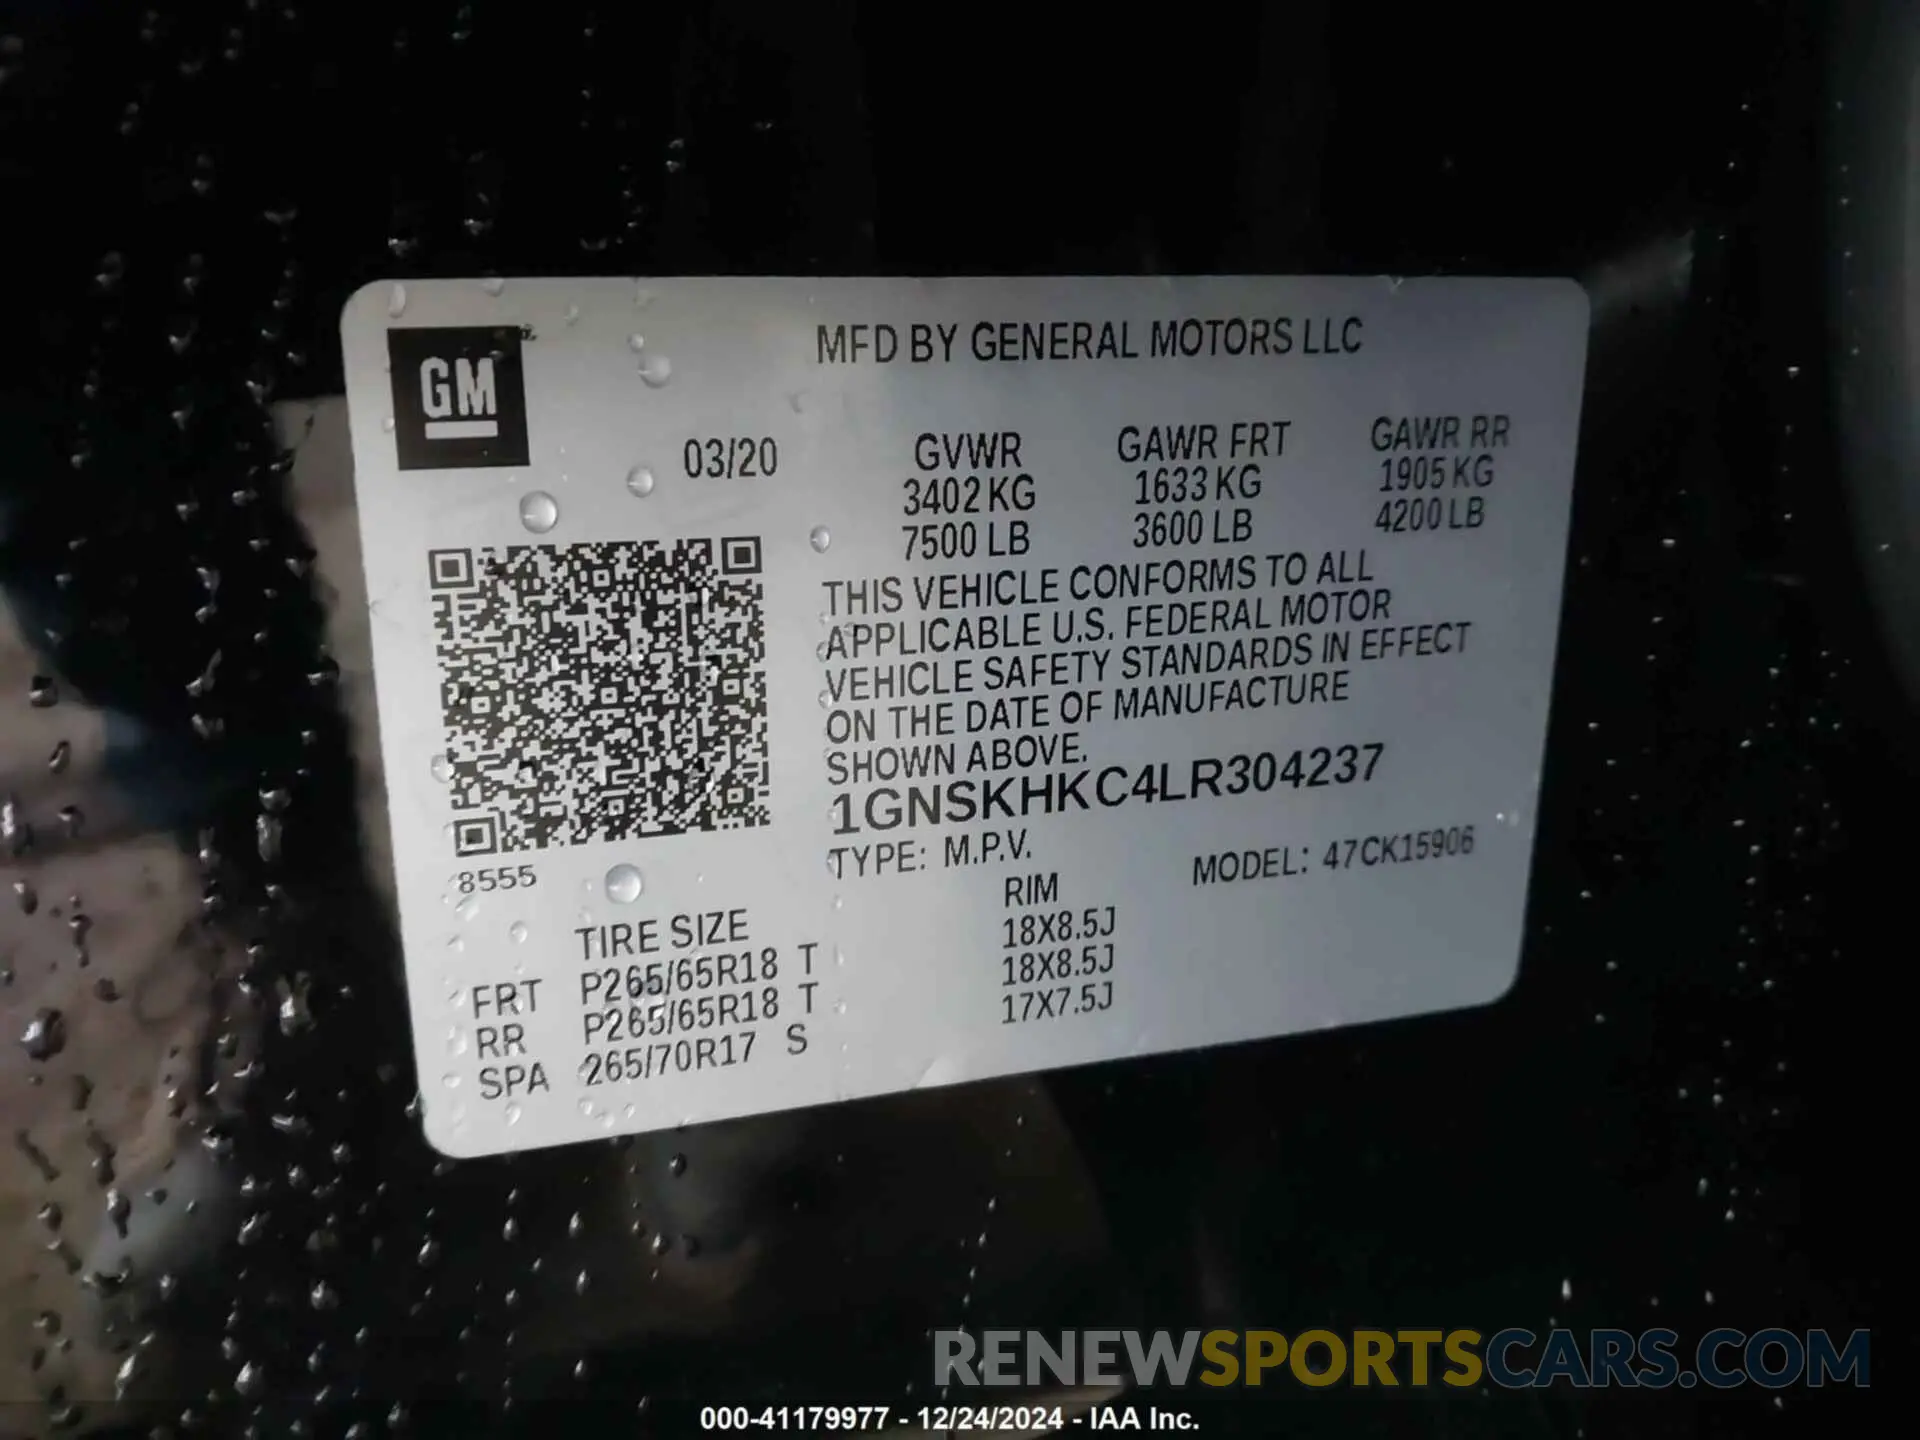 GM
MFD BY GENERAL MOTORS LLC
03/20 GVWR GAWR FRT GAWR RR
3402 KG 1633 KG 1905 KG
7500 LB 3600 LB 4200 LB
THIS VEHICLE CONFORMS TO ALL
APPLICABLE U.S. FEDERAL MOTOR
VEHICLE SAFETY STANDARDS IN EFFECT
ON THE DATE OF MANUFACTURE
SHOWN ABOVE.
1GNSKHKC4LR304237
TYPE: M.P.V. MODEL: 47CK15906
8555
TIRE SIZE RIM
FRT P265/65R18 T 18X8.5J
RR P265/65R18 T 18X8.5J
SPA 265/70R17 S 17X7.5J
RENEWSPORTSCARS.COM
000-41179977 - 12/24/2024 - IAA Inc.